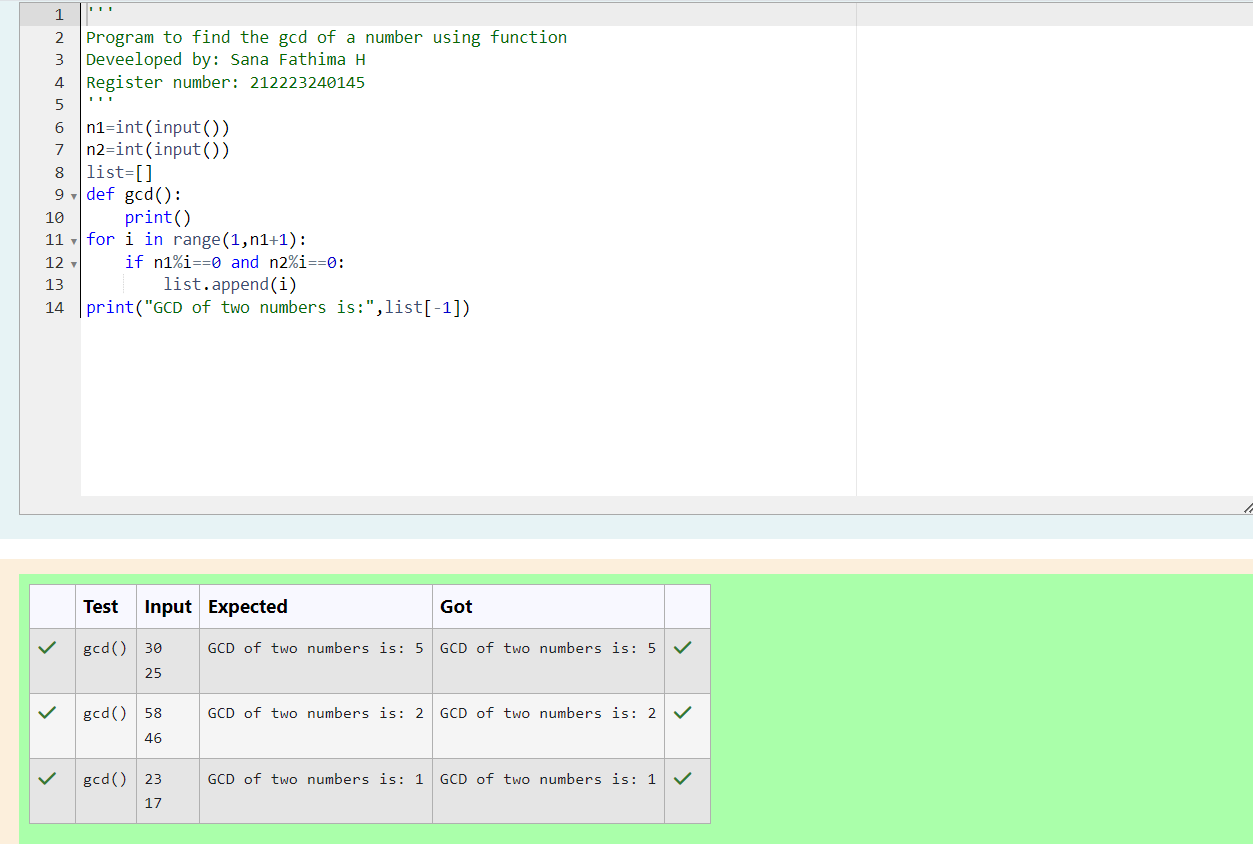 1 '''
2 Program to find the gcd of a number using function
3 Deveeloped by: Sana Fathima H
4 Register number: 212223240145
5 '''
6 n1=int(input())
7 n2=int(input())
8 list=[]
9 def gcd():
10     print()
11 for i in range(1,n1+1):
12     if n1%i==0 and n2%i==0:
13         list.append(i)
14 print("GCD of two numbers is:",list[-1])
Test Input Expected Got
gcd() 30 GCD of two numbers is: 5 GCD of two numbers is: 5
25
gcd() 58 GCD of two numbers is: 2 GCD of two numbers is: 2
46
gcd() 23 GCD of two numbers is: 1 GCD of two numbers is: 1
17